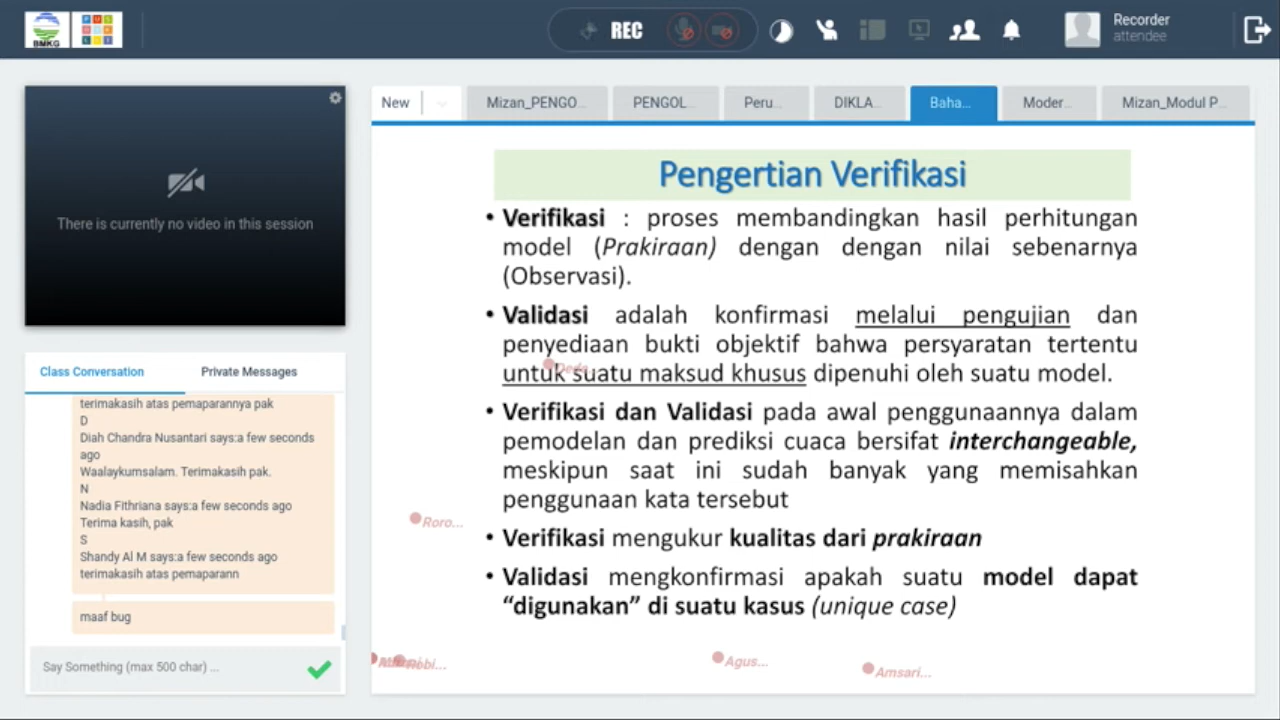 BMKG
REC
Recorder
attendee
There is currently no video in this session
Class Conversation
Private Messages
terimakasih atas pemaparannya pak
D
Diah Chandra Nusantari says:a few seconds
ago
Waalaykumsalam. Terimakasih pak.
N
Nadia Fithriana says:a few seconds ago
Terima kasih, pak
S
Shandy Al M says:a few seconds ago
terimakasih atas pemaparann
maaf bug
Say Something (max 500 char) ...
New
Mizan_PENGO...
PENGOL...
Peru...
DIKLA...
Baha...
Moder...
Mizan_Modul P...
Pengertian Verifikasi
• Verifikasi : proses membandingkan hasil perhitungan
model (Prakiraan) dengan dengan nilai sebenarnya
(Observasi).
• Validasi adalah konfirmasi melalui pengujian dan
penyediaan bukti objektif bahwa persyaratan tertentu
untuk suatu maksud khusus dipenuhi oleh suatu model.
• Verifikasi dan Validasi pada awal penggunaannya dalam
pemodelan dan prediksi cuaca bersifat interchangeable,
meskipun saat ini sudah banyak yang memisahkan
penggunaan kata tersebut
• Verifikasi mengukur kualitas dari prakiraan
• Validasi mengkonfirmasi apakah suatu model dapat
“digunakan” di suatu kasus (unique case)
Dede...
Roro...
Robi...
Agus...
Amsari...